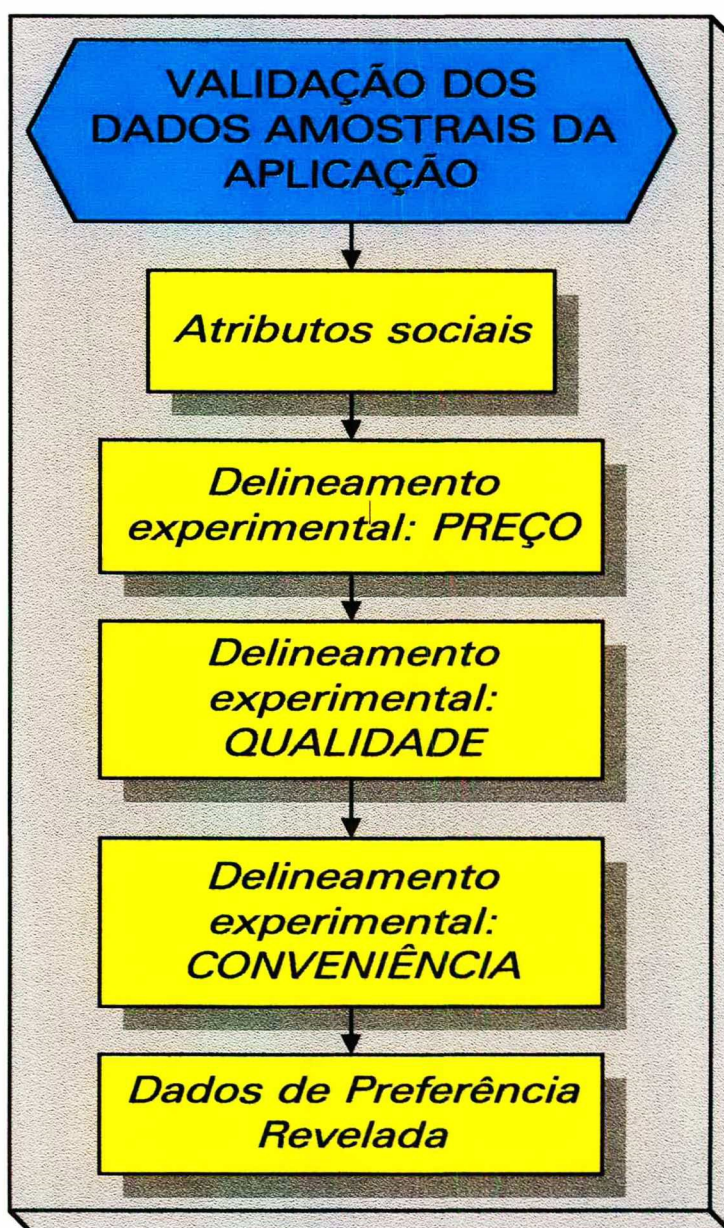 VALIDAÇÃO DOS
DADOS AMOSTRAIS DA
APLICAÇÃO
Atributos sociais
Delineamento
experimental: PREÇO
Delineamento
experimental:
QUALIDADE
Delineamento
experimental:
CONVENIÊNCIA
Dados de Preferência
Revelada